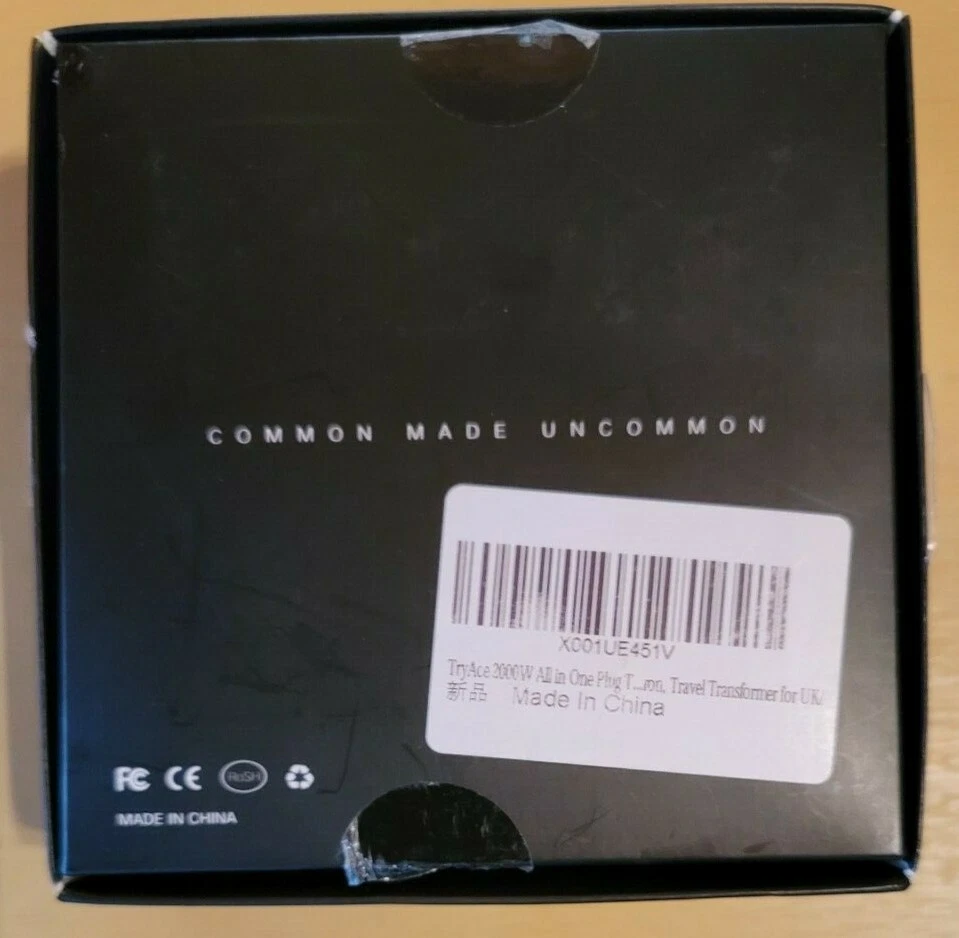 COMMON MADE UNCOMMON
X001UE451V
TryAce 2000W All in One Plug T...ron, Travel Transformer for UK/
新品 Made In China
FC CE RoSH
MADE IN CHINA